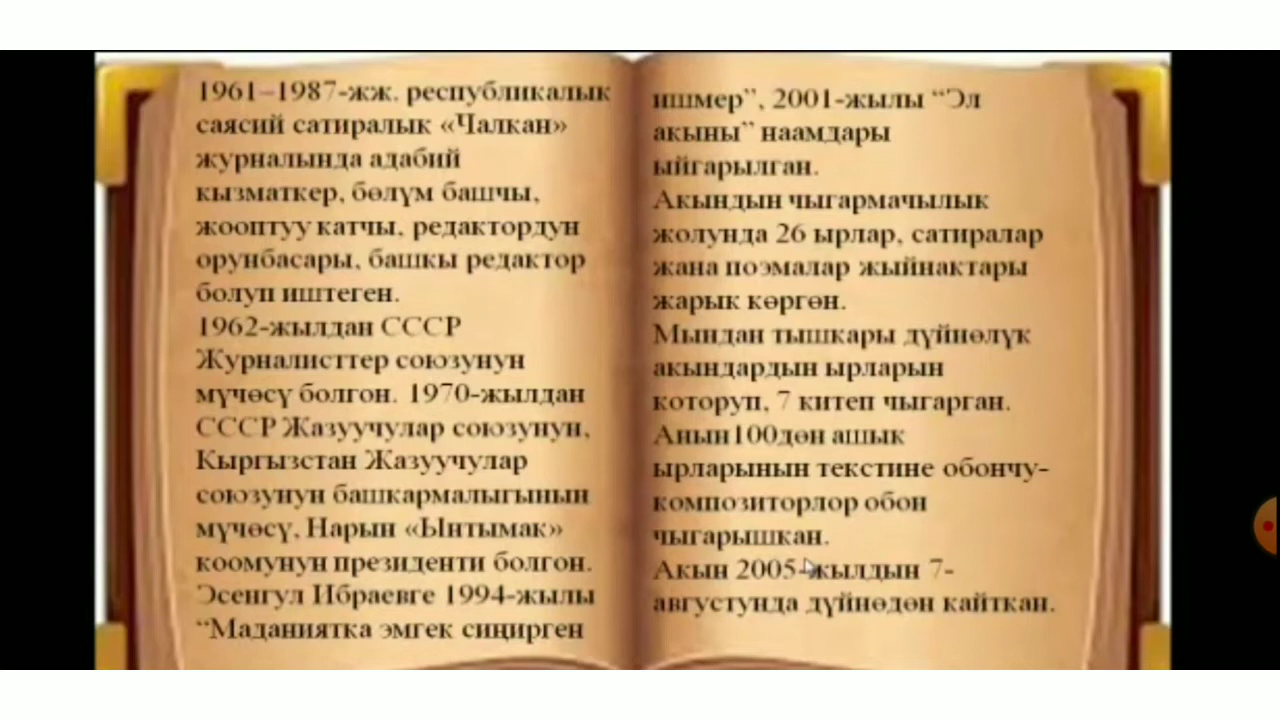 1961–1987-жж. республикалык
саясий сатиралык «Чалкан»
журналында адабий
кызматкер, бөлүм башчы,
жооптуу катчы, редактордун
орунбасары, башкы редактор
болуп иштеген.
1962-жылдан СССР
Журналисттер союзунун
мүчөсү болгон. 1970-жылдан
СССР Жазуучулар союзунун,
Кыргызстан Жазуучулар
союзунун башкармалыгынын
мүчөсү, Нарын «Ынтымак»
коомунун президенти болгон.
Эсенгул Ибраевге 1994-жылы
“Маданиятка эмгек сиңирген
ишмер”, 2001-жылы “Эл
акыны” наамдары
ыйгарылган.
Акындын чыгармачылык
жолунда 26 ырлар, сатиралар
жана поэмалар жыйнактары
жарык көргөн.
Мындан тышкары дүйнөлүк
акындардын ырларын
которуп, 7 китеп чыгарган.
Анын100дөн ашык
ырларынын текстине обончу-
композиторлор обон
чыгарышкан.
Акын 2005-жылдын 7-
августунда дүйнөдөн кайткан.